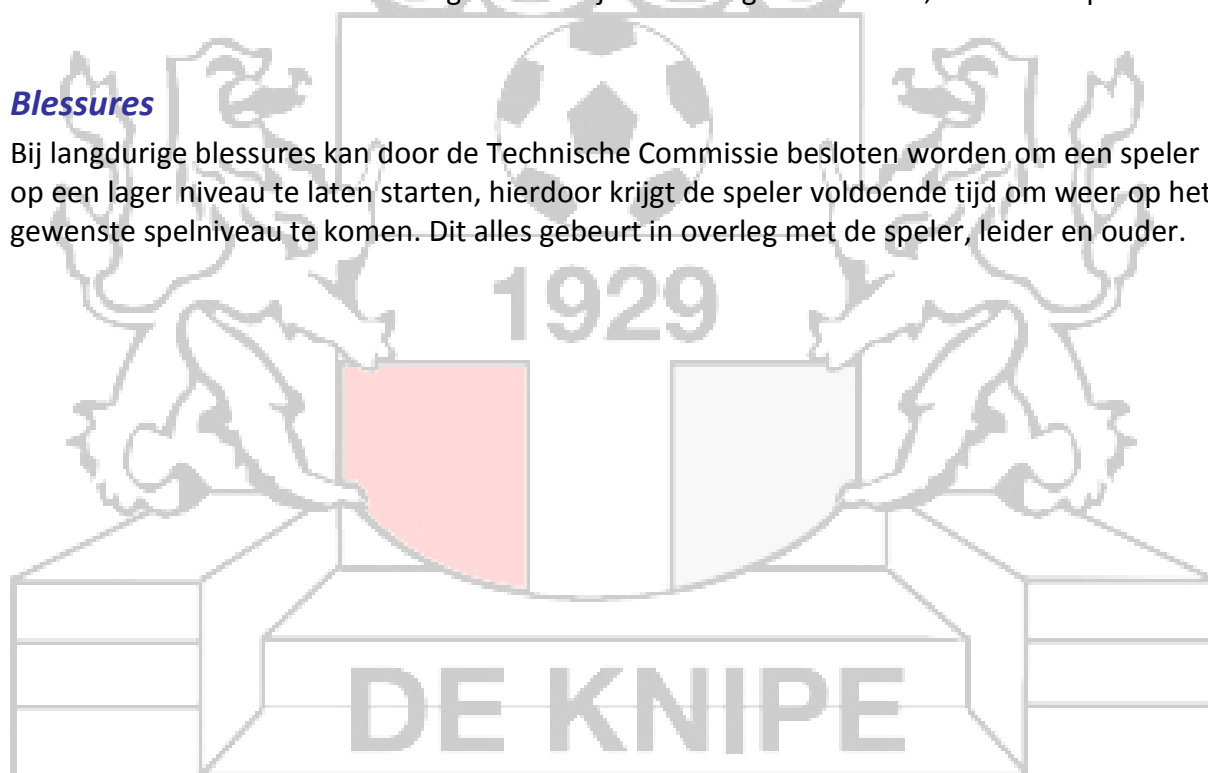 Blessures
Bij langdurige blessures kan door de Technische Commissie besloten worden om een speler
op een lager niveau te laten starten, hierdoor krijgt de speler voldoende tijd om weer op het
gewenste spelniveau te komen. Dit alles gebeurt in overleg met de speler, leider en ouder.
1929
DE KNIPE